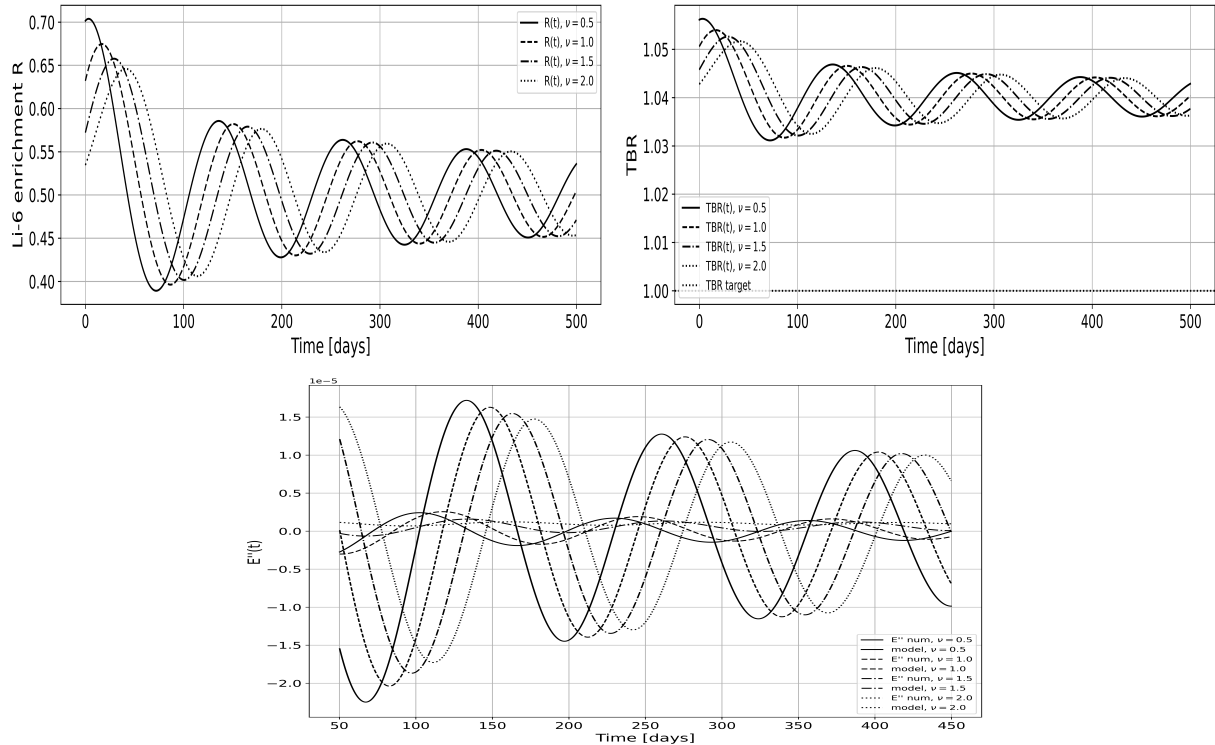 Li-6 enrichment R
0.70
0.65
0.60
0.55
0.50
0.45
0.40
R(t), ν = 0.5
R(t), ν = 1.0
R(t), ν = 1.5
R(t), ν = 2.0
0 100 200 300 400 500
Time [days]
TBR
1.05
1.04
1.03
1.02
1.01
1.00
TBR(t), ν = 0.5
TBR(t), ν = 1.0
TBR(t), ν = 1.5
TBR(t), ν = 2.0
TBR target
0 100 200 300 400 500
Time [days]
1e−5
E''(t)
1.5
1.0
0.5
0.0
−0.5
−1.0
−1.5
−2.0
E'' num, ν = 0.5
model, ν = 0.5
E'' num, ν = 1.0
model, ν = 1.0
E'' num, ν = 1.5
model, ν = 1.5
E'' num, ν = 2.0
model, ν = 2.0
50 100 150 200 250 300 350 400 450
Time [days]